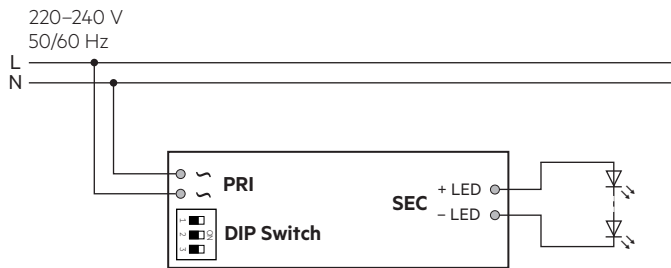 220–240 V
50/60 Hz
L
N
~ PRI
~
SEC
+ LED
– LED
DIP Switch
1
2
3
ON